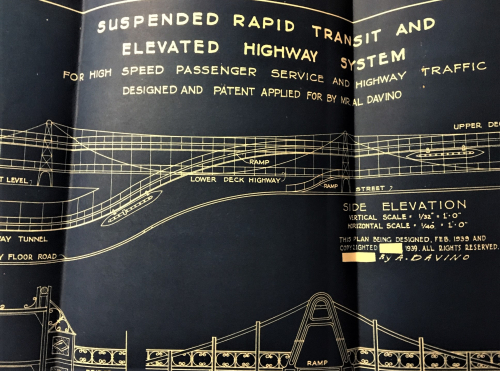 SUSPENDED RAPID TRANSIT AND
ELEVATED HIGHWAY SYSTEM
FOR HIGH SPEED PASSENGER SERVICE AND HIGHWAY TRAFFIC
DESIGNED AND PATENT APPLIED FOR BY MR. AL DAVINO
UPPER DEC
RAMP
T LEVEL
LOWER DECK HIGHWAY
RAMP
STREET
SIDE ELEVATION
VERTICAL SCALE = 1/32" = 1'-0"
HORIZONTAL SCALE = 1/40" = 1'-0"
WAY TUNNEL
THIS PLAN BEING DESIGNED, FEB. 1939 AND
COPYRIGHTED 1939. ALL RIGHTS RESERVED.
Y FLOOR ROAD
By A. DAVINO
RAMP